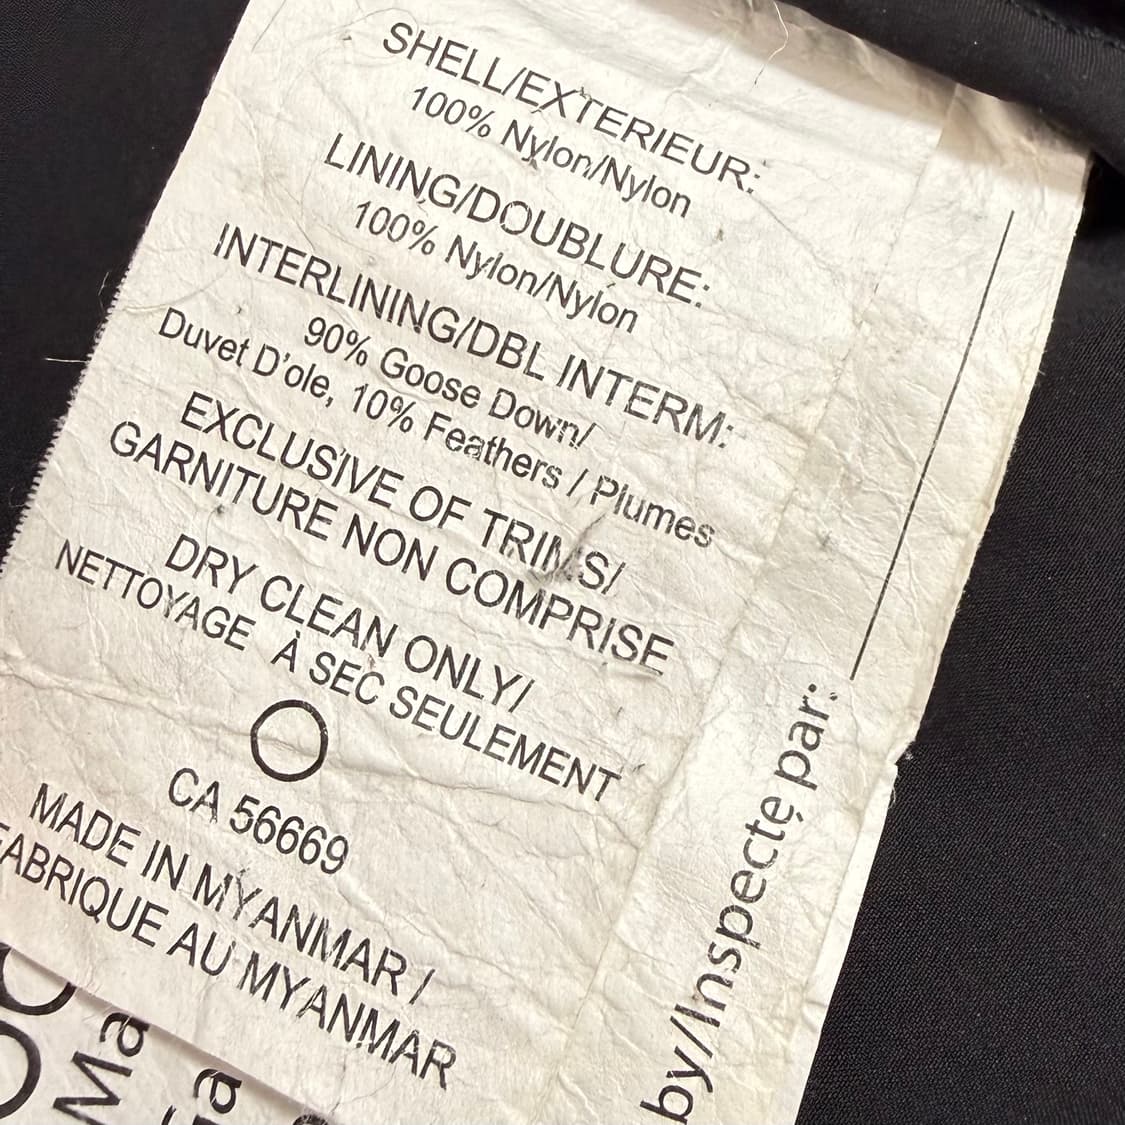 SHELL/EXTERIEUR:
100% Nylon/Nylon
LINING/DOUBLURE:
100% Nylon/Nylon
INTERLINING/DBL INTERM:
90% Goose Down/
Duvet D'ole, 10% Feathers / Plumes
EXCLUSIVE OF TRIMS/
GARNITURE NON COMPRISE
DRY CLEAN ONLY/
NETTOYAGE À SEC SEULEMENT
CA 56669
MADE IN MYANMAR /
FABRIQUE AU MYANMAR
by/Inspecte par:
Ma